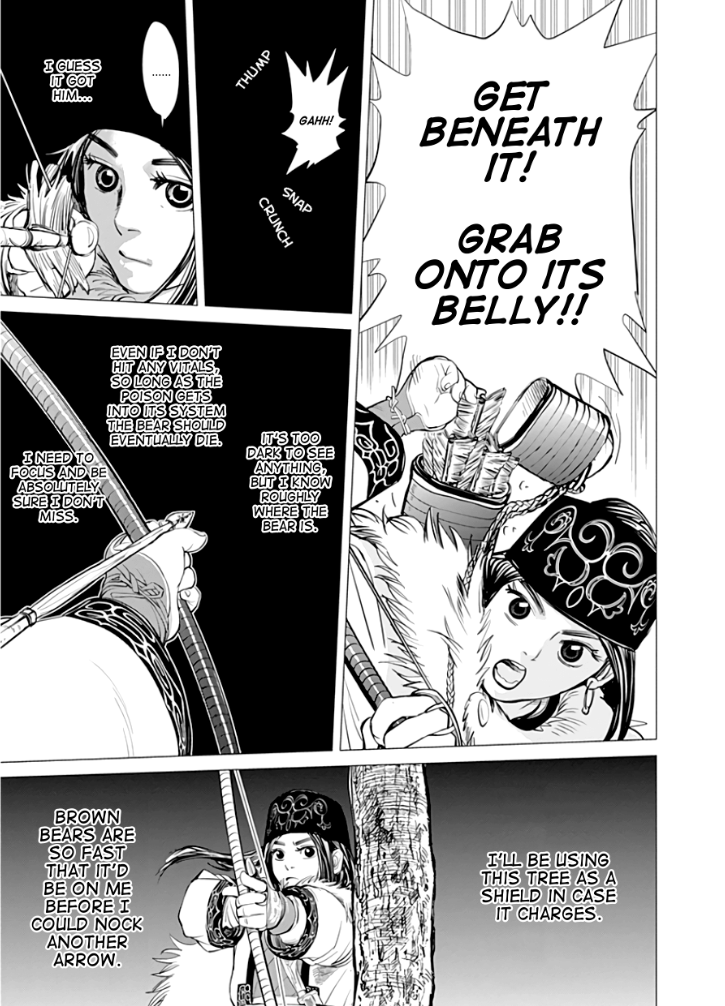 GET
BENEATH
IT!
GRAB
ONTO ITS
BELLY!!
THUMP
GAHH!
SNAP
CRUNCH
......
I GUESS
IT GOT
HIM...
IT'S TOO
DARK TO SEE
ANYTHING,
BUT I KNOW
ROUGHLY
WHERE THE
BEAR IS.
EVEN IF I DON'T
HIT ANY VITALS,
SO LONG AS THE
POISON GETS
INTO ITS SYSTEM
THE BEAR SHOULD
EVENTUALLY DIE.
I NEED TO
FOCUS AND BE
ABSOLUTELY
SURE I DON'T
MISS.
I'LL BE USING
THIS TREE AS A
SHIELD IN CASE
IT CHARGES.
BROWN
BEARS ARE
SO FAST
THAT IT'D
BE ON ME
BEFORE I
COULD NOCK
ANOTHER
ARROW.